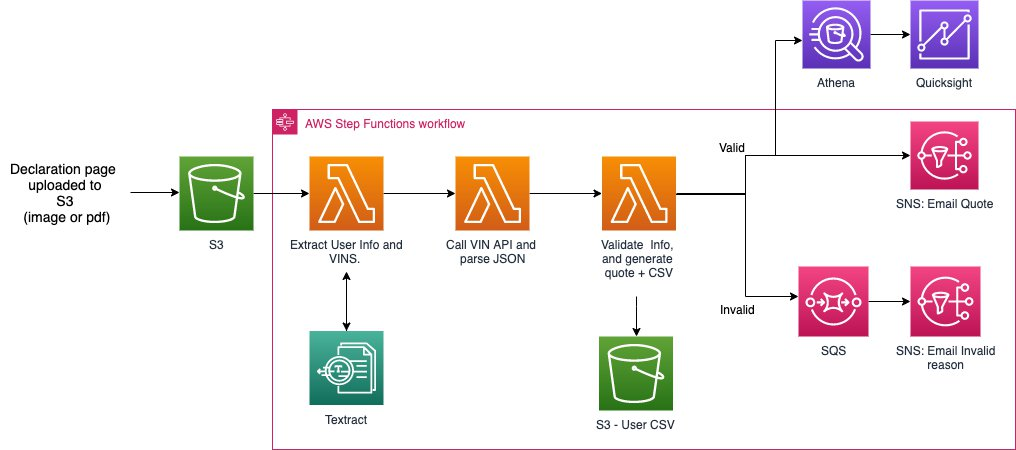 Athena
Quicksight
AWS Step Functions workflow
Declaration page
uploaded to
S3
(image or pdf)
S3
Extract User Info and
VINS.
Call VIN API and
parse JSON
Validate Info,
and generate
quote + CSV
Valid
SNS: Email Quote
Invalid
SQS
SNS: Email Invalid
reason
Textract
S3 - User CSV